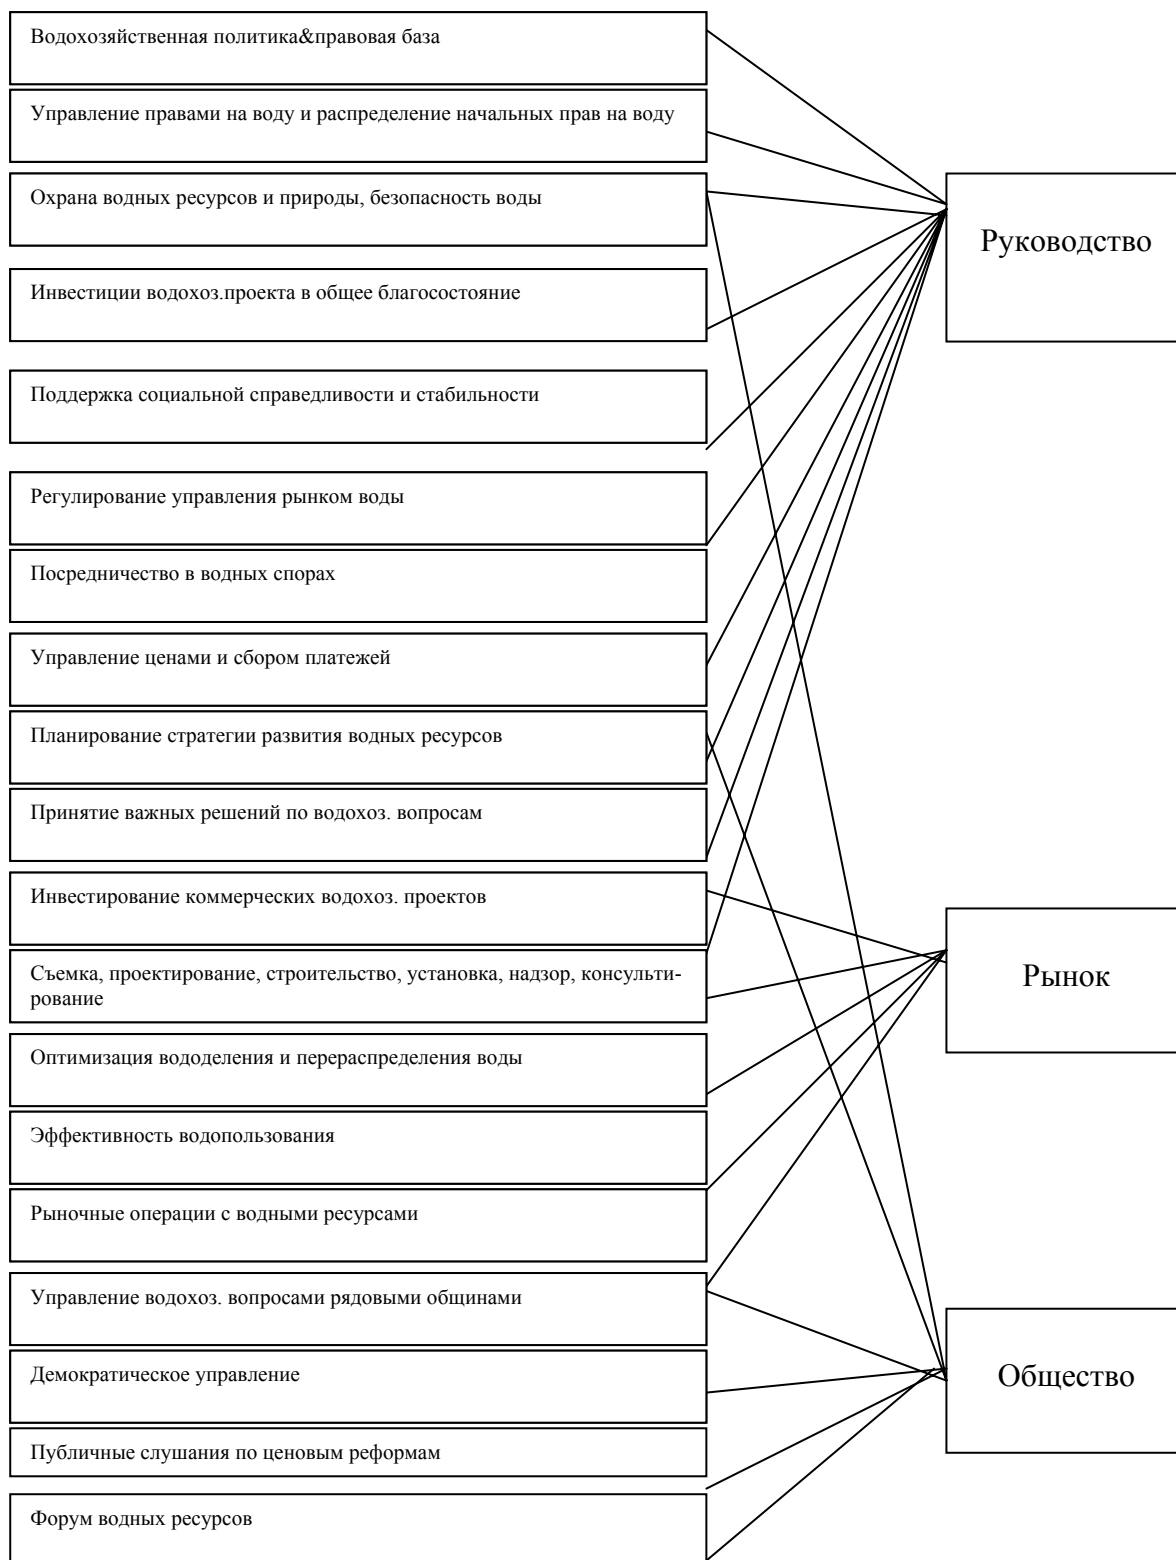 Водохозяйственная политика&правовая база
Управление правами на воду и распределение начальных прав на воду
Охрана водных ресурсов и природы, безопасность воды
Руководство
Инвестиции водохоз.проекта в общее благосостояние
Поддержка социальной справедливости и стабильности
Регулирование управления рынком воды
Посредничество в водных спорах
Управление ценами и сбором платежей
Планирование стратегии развития водных ресурсов
Принятие важных решений по водохоз. вопросам
Инвестирование коммерческих водохоз. проектов
Съемка, проектирование, строительство, установка, надзор, консульти-
рование
Рынок
Оптимизация вододеления и перераспределения воды
Эффективность водопользования
Рыночные операции с водными ресурсами
Управление водохоз. вопросами рядовыми общинами
Демократическое управление
Общество
Публичные слушания по ценовым реформам
Форум водных ресурсов